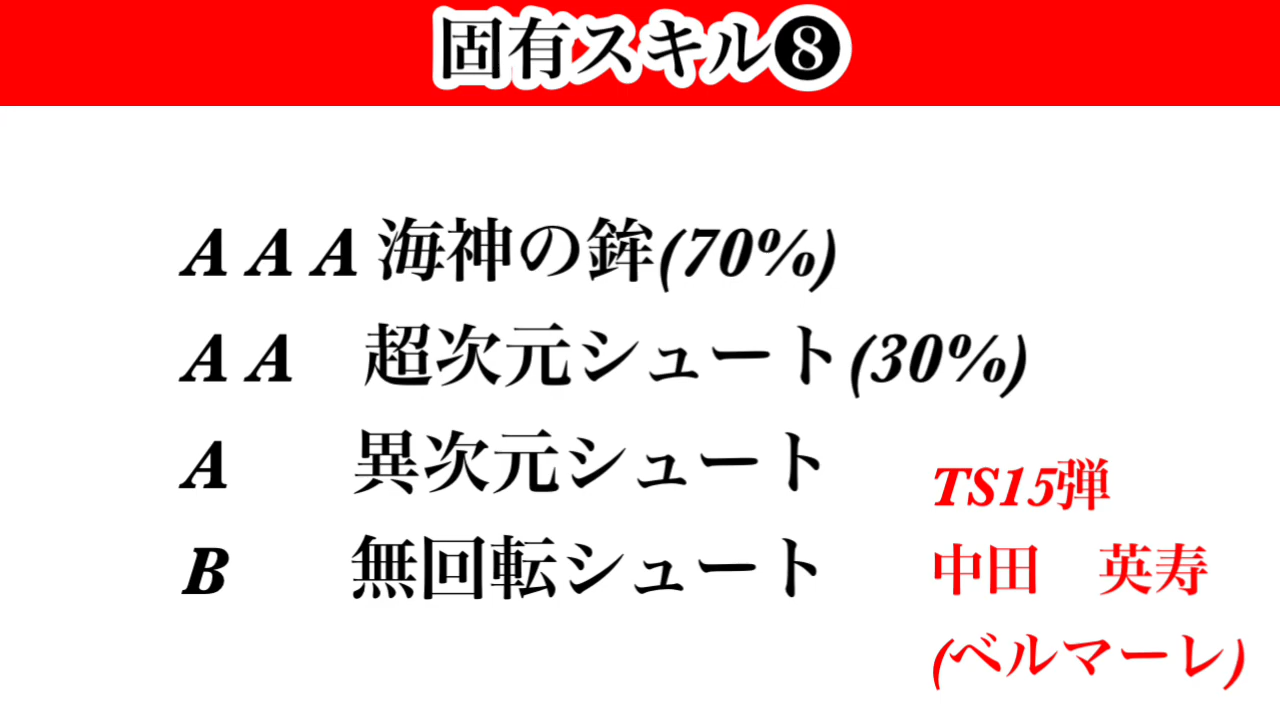 固有スキル❽
A A A 海神の鉾(70%)
A A 超次元シュート(30%)
A 異次元シュート
B 無回転シュート
TS15弾
中田 英寿
(ベルマーレ)